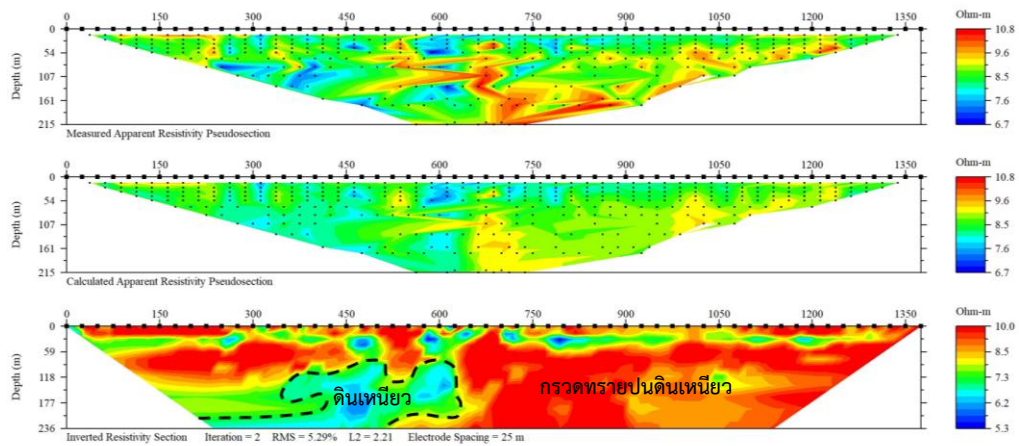 0 150 300 450 600 750 900 1050 1200 1350
Ohm-m
10.8
9.5
8.5
7.6
6.7
Depth (m)
0
54
107
161
215
Measured Apparent Resistivity Pseudosection
0 150 300 450 600 750 900 1050 1200 1350
Ohm-m
10.8
9.6
8.5
7.6
6.7
Depth (m)
0
54
107
161
215
Calculated Apparent Resistivity Pseudosection
0 150 300 450 600 750 900 1050 1200 1350
Ohm-m
10.0
8.6
7.3
6.2
5.3
Depth (m)
0
59
118
177
236
ดินเหนียว
กรวดทรายปนดินเหนียว
Inverted Resistivity Section Iteration = 2 RMS = 5.29% L2 = 2.21 Electrode Spacing = 25 m